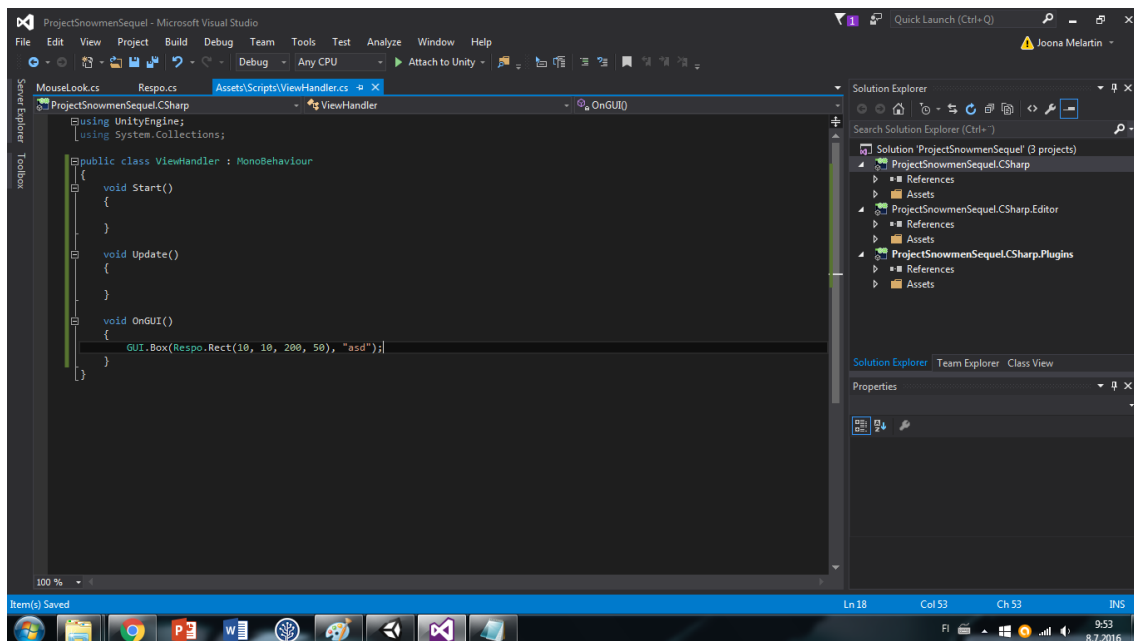 ProjectSnowmenSequel - Microsoft Visual Studio
1
Quick Launch (Ctrl+Q)
File Edit View Project Build Debug Team Tools Test Analyze Window Help
Joona Melartin
Debug Any CPU Attach to Unity
Server Explorer
Toolbox
MouseLook.cs Respo.cs Assets\Scripts\ViewHandler.cs
ProjectSnowmenSequel.CSharp ViewHandler OnGUI()
using UnityEngine;
using System.Collections;
public class ViewHandler : MonoBehaviour
{
void Start()
{
}
void Update()
{
}
void OnGUI()
{
GUI.Box(Respo.Rect(10, 10, 200, 50), "asd");
}
}
100 %
Solution Explorer
Search Solution Explorer (Ctrl+¨)
Solution 'ProjectSnowmenSequel' (3 projects)
ProjectSnowmenSequel.CSharp
References
Assets
ProjectSnowmenSequel.CSharp.Editor
References
Assets
ProjectSnowmenSequel.CSharp.Plugins
References
Assets
Solution Explorer Team Explorer Class View
Properties
Item(s) Saved Ln 18 Col 53 Ch 53 INS
FI 9:53
8.7.2016